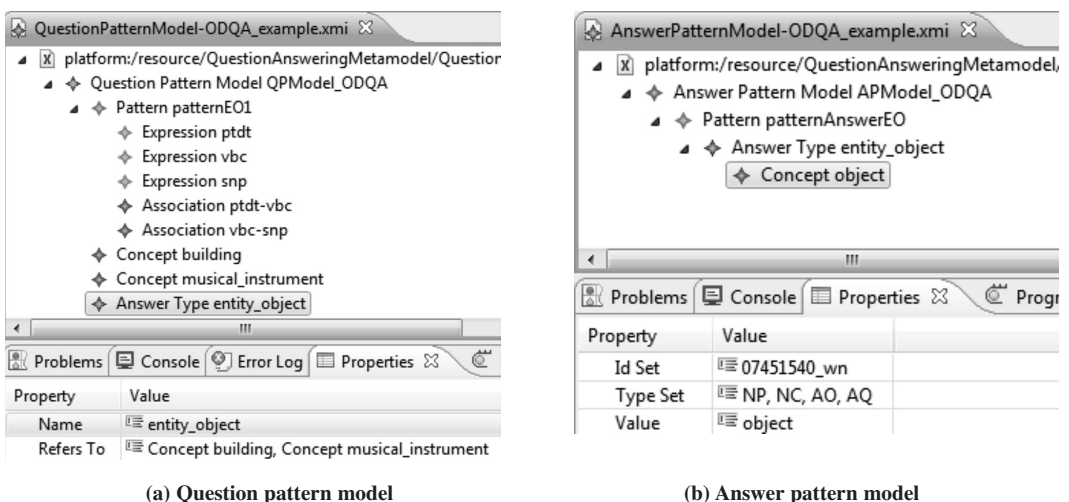 QuestionPatternModel-ODQA_example.xmi
platform:/resource/QuestionAnsweringMetamodel/Question
Question Pattern Model QPModel_ODQA
Pattern patternEO1
Expression ptdt
Expression vbc
Expression snp
Association ptdt-vbc
Association vbc-snp
Concept building
Concept musical_instrument
Answer Type entity_object
Problems Console Error Log Properties
Property Value
Name entity_object
Refers To Concept building, Concept musical_instrument
(a) Question pattern model
AnswerPatternModel-ODQA_example.xmi
platform:/resource/QuestionAnsweringMetamodel/
Answer Pattern Model APModel_ODQA
Pattern patternAnswerEO
Answer Type entity_object
Concept object
Problems Console Properties Progr
Property Value
Id Set 07451540_wn
Type Set NP, NC, AO, AQ
Value object
(b) Answer pattern model